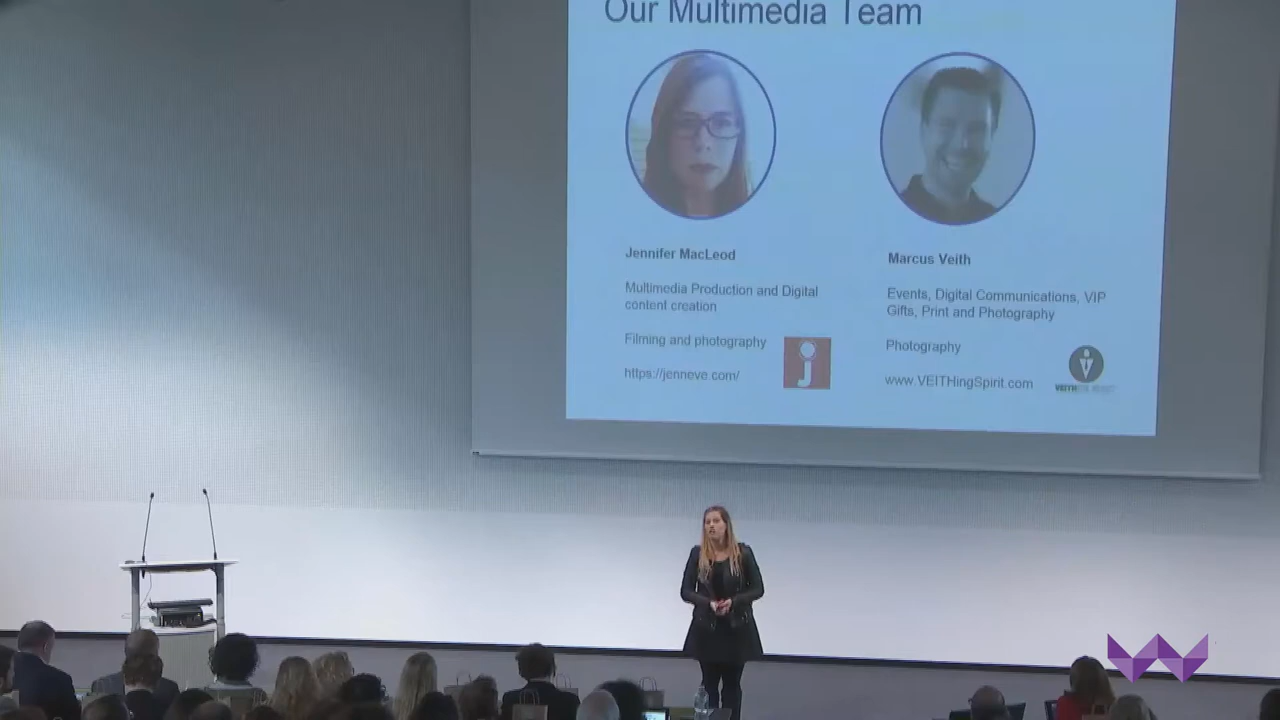 Our Multimedia Team
Jennifer MacLeod
Multimedia Production and Digital
content creation
Filming and photography
https://jenneve.com/
j
Marcus Veith
Events, Digital Communications, VIP
Gifts, Print and Photography
Photography
www.VEITHingSpirit.com